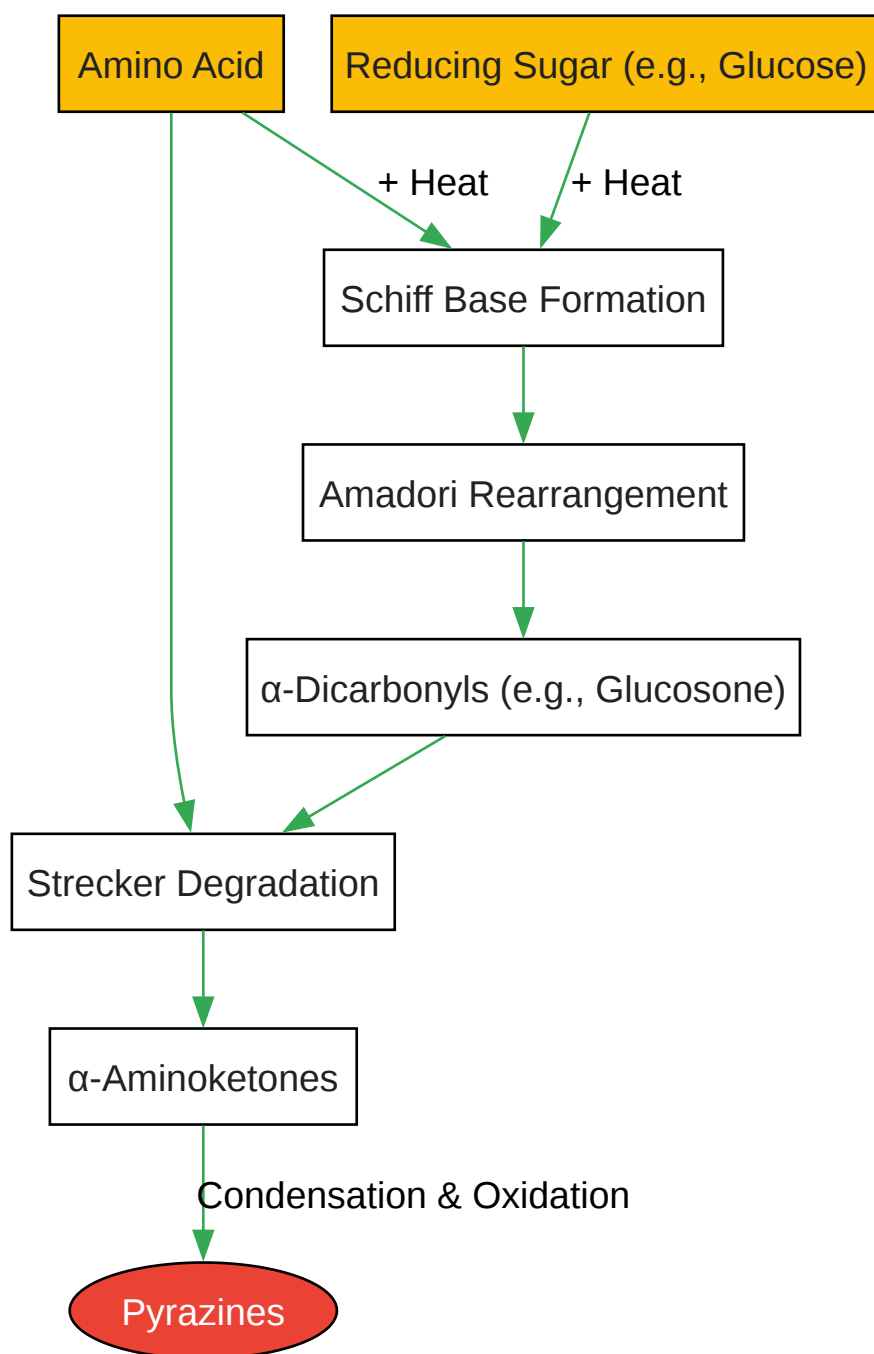 Amino Acid
Reducing Sugar (e.g., Glucose)
+ Heat
+ Heat
Schiff Base Formation
Amadori Rearrangement
α-Dicarbonyls (e.g., Glucosone)
Strecker Degradation
α-Aminoketones
Condensation & Oxidation
Pyrazines